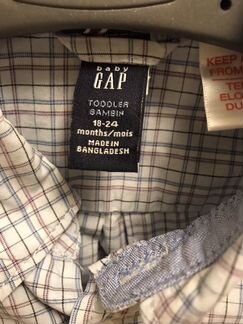 baby
GAP
TODDLER
BAMBIN
18-24
months/mois
MADE IN
BANGLADESH
KEEP
FROM